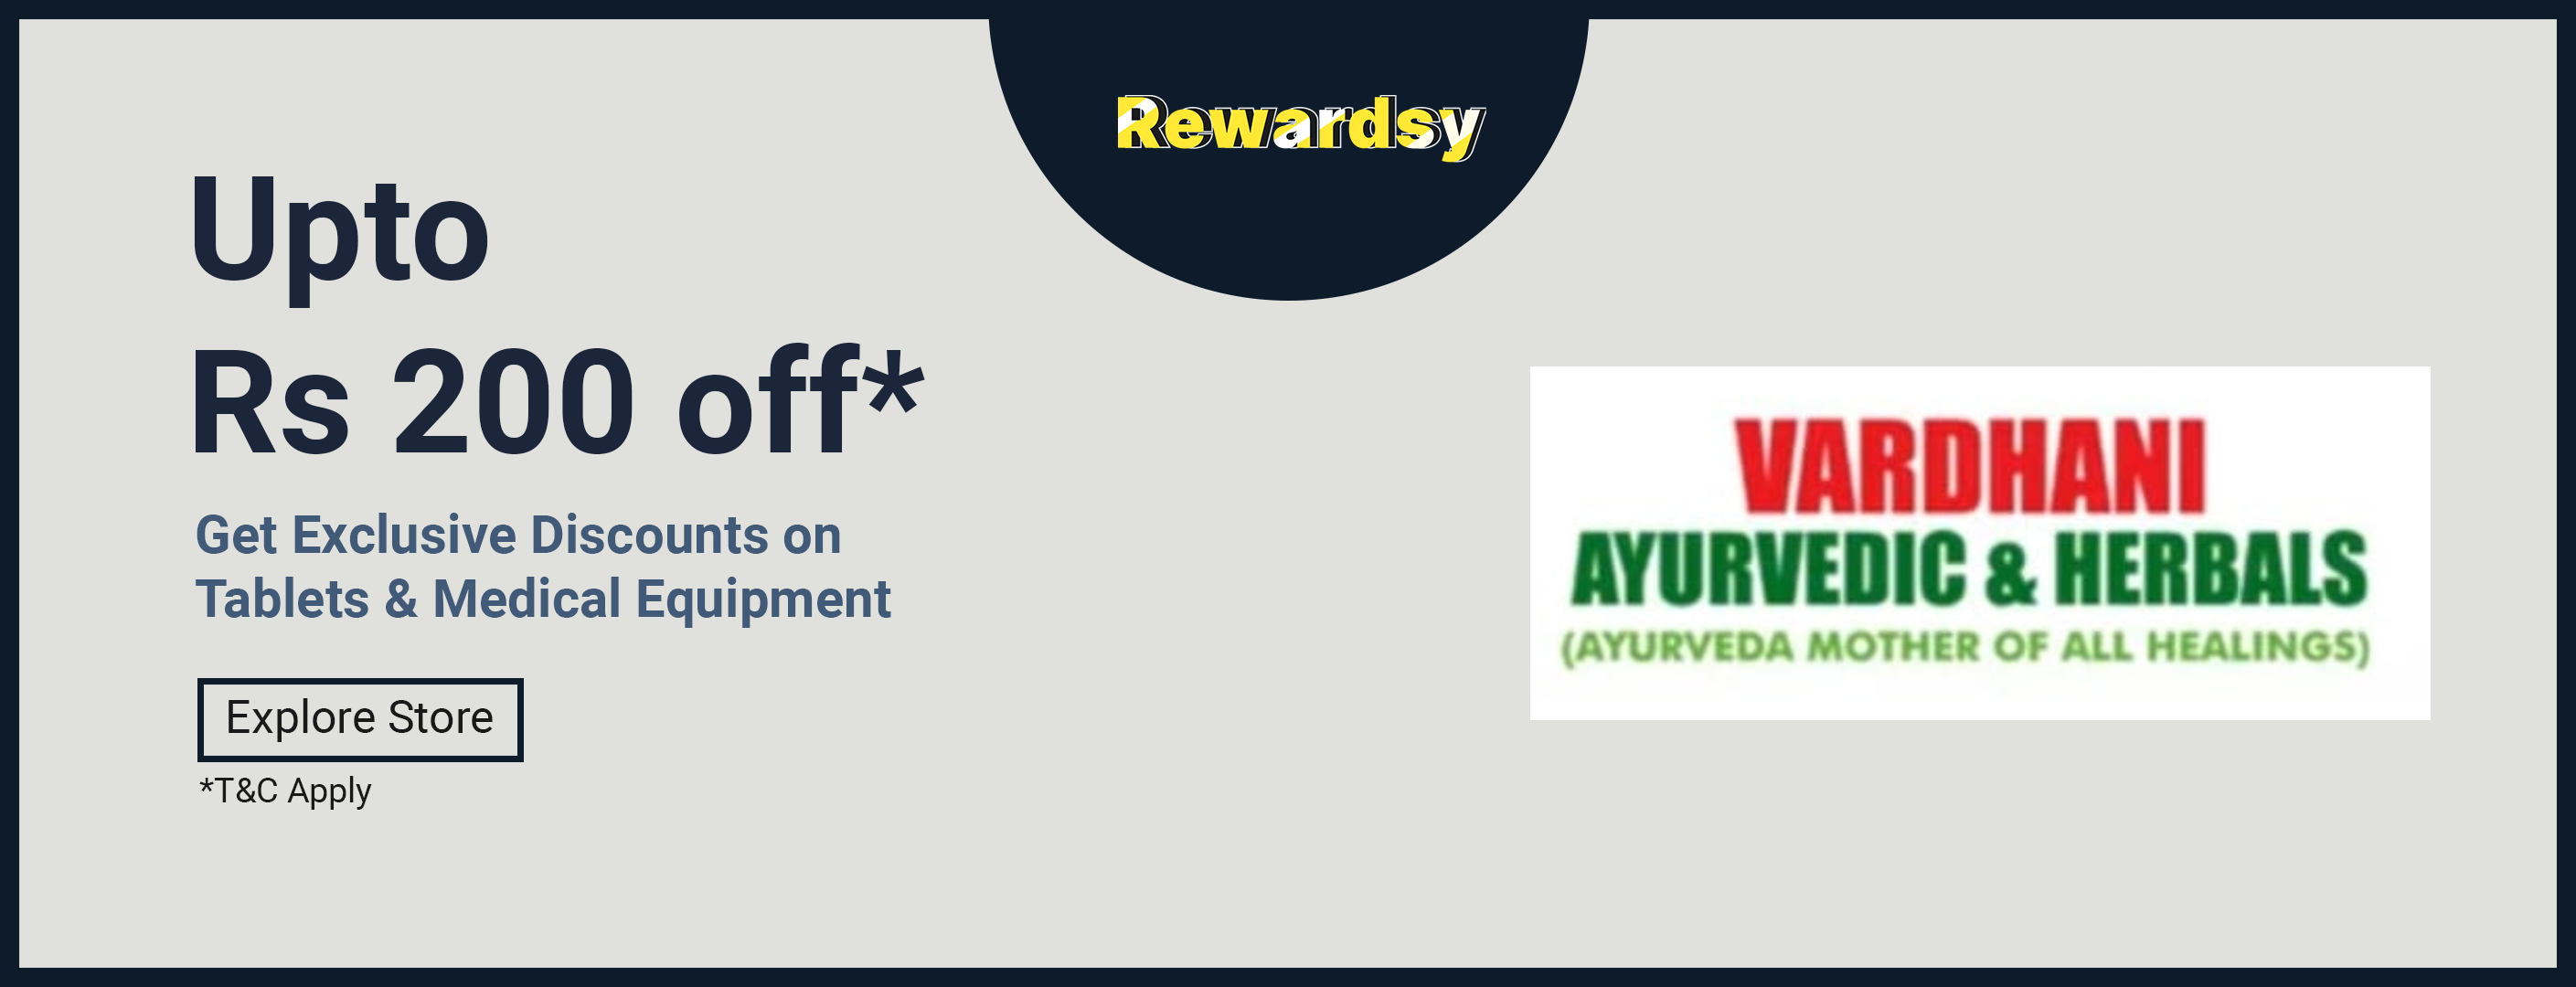 Rewardsy
Upto
Rs 200 off*
Get Exclusive Discounts on
Tablets & Medical Equipment
Explore Store
*T&C Apply
VARDHANI
AYURVEDIC & HERBALS
(AYURVEDA MOTHER OF ALL HEALINGS)